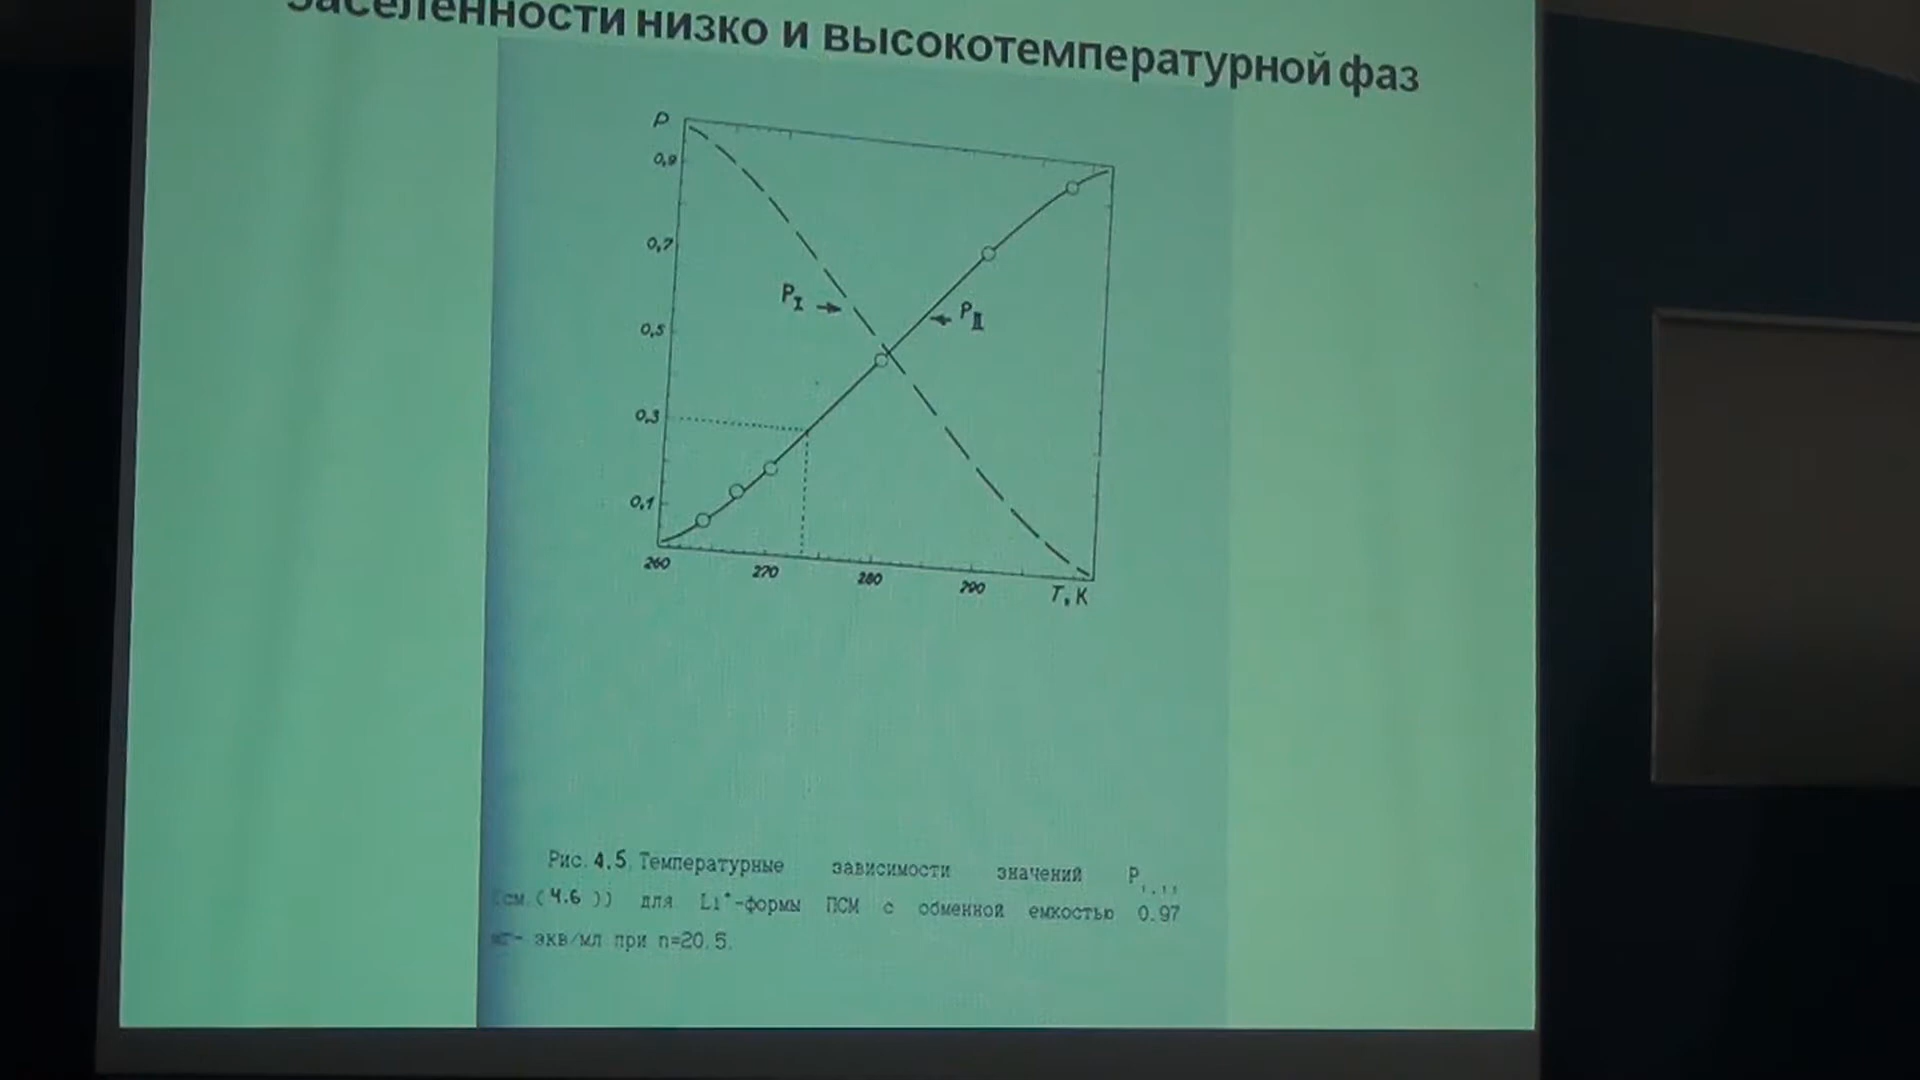 Заселенности низко и высокотемпературной фаз
P
0,9
0,7
P_I
P_II
0,5
0,3
0,1
260 270 280 290 T, K
Рис. 4.5. Температурные зависимости значений P I,II
(см.(4.6)) для Li⁺-формы ПСМ с обменной емкостью 0.97
мг- экв/мл при n=20.5.